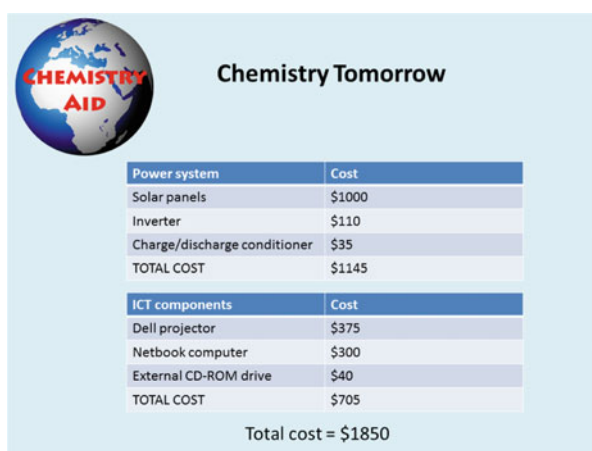 CHEMISTRY
AID
Chemistry Tomorrow
Power system Cost
Solar panels $1000
Inverter $110
Charge/discharge conditioner $35
TOTAL COST $1145
ICT components Cost
Dell projector $375
Netbook computer $300
External CD-ROM drive $40
TOTAL COST $705
Total cost = $1850